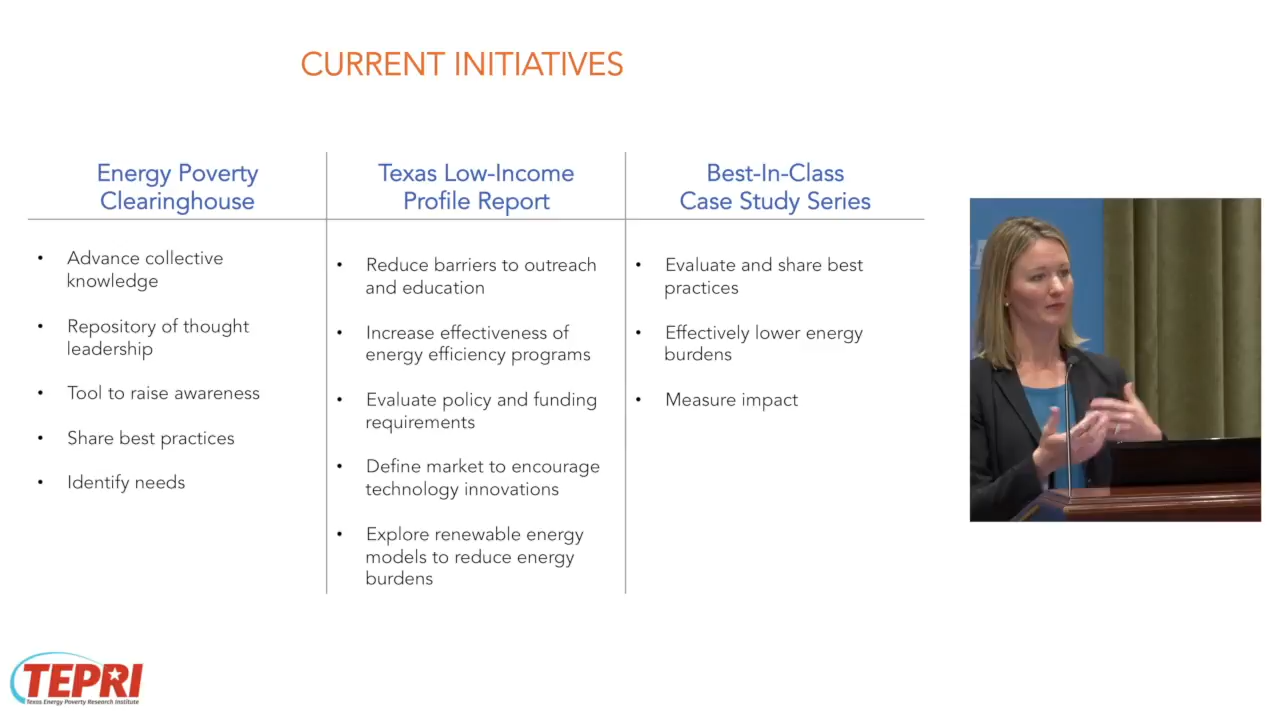 CURRENT INITIATIVES
Energy Poverty
Clearinghouse
• Advance collective
knowledge
• Repository of thought
leadership
• Tool to raise awareness
• Share best practices
• Identify needs
Texas Low-Income
Profile Report
• Reduce barriers to outreach
and education
• Increase effectiveness of
energy efficiency programs
• Evaluate policy and funding
requirements
• Define market to encourage
technology innovations
• Explore renewable energy
models to reduce energy
burdens
Best-In-Class
Case Study Series
• Evaluate and share best
practices
• Effectively lower energy
burdens
• Measure impact
TEPRI
Texas Energy Poverty Research Institute